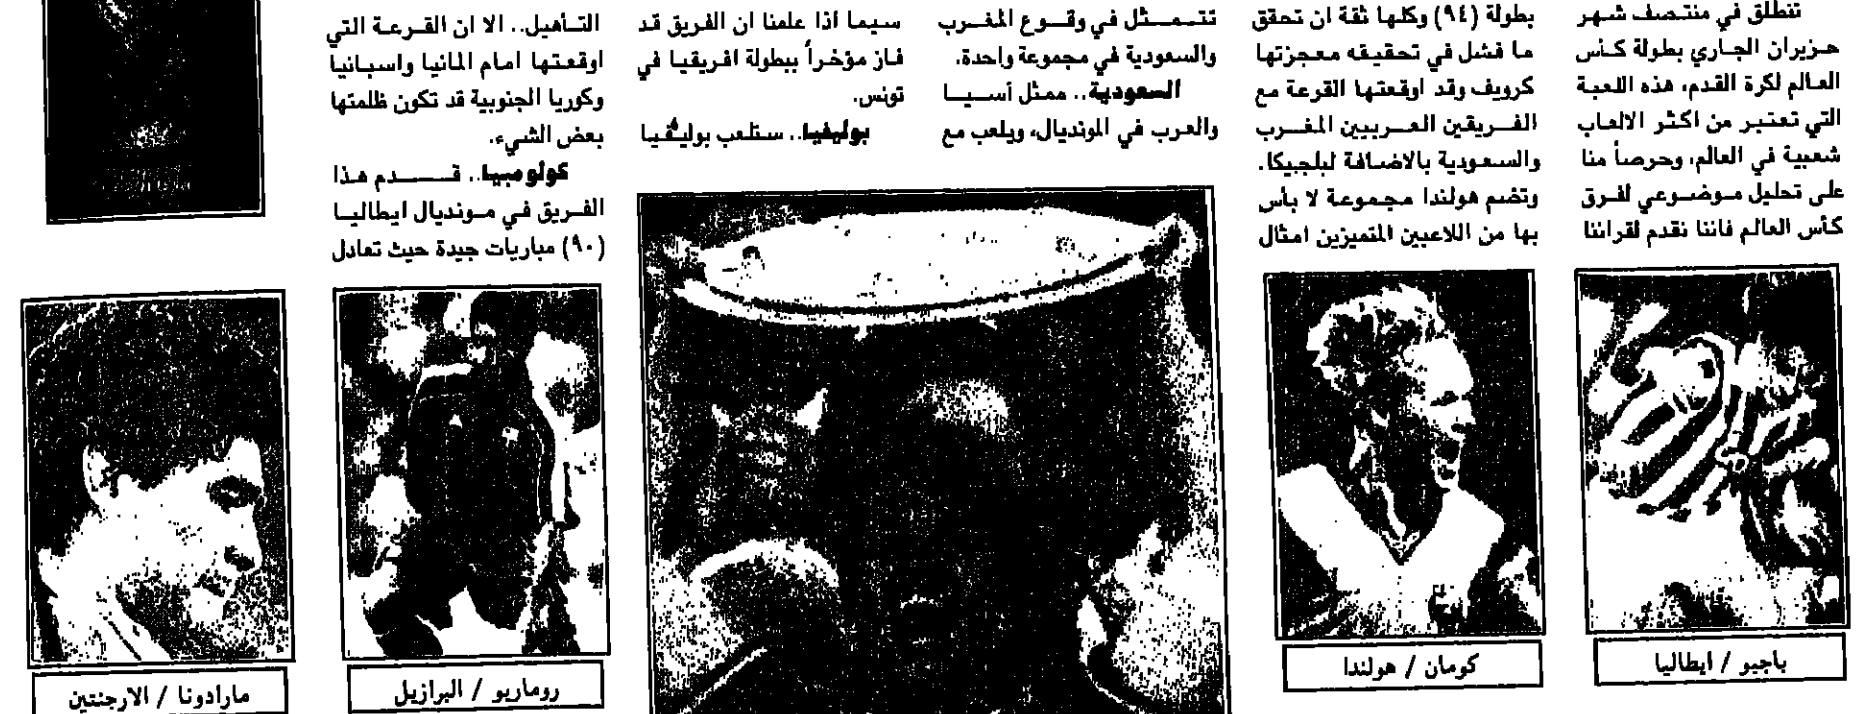 تنطلق في منتصف شهر
حزيران الجاري بطولة كأس
العالم لكرة القدم، هذه اللعبة
التي تعتبر من اكثر الالعاب
شعبية في العالم، وحرصاً منا
على تحليل موضوعي لفرق
كأس العالم فاننا نقدم لقرائنا
بطولة (٩٤) وكلها ثقة ان تحقق
ما فشل في تحقيقه معجزتها
كرويف وقد اوقعتها القرعة مع
الفريقين العربيين المغرب
والسعودية بالاضافة لبلجيكا.
وتضم هولندا مجموعة لا بأس
بها من اللاعبين المتميزين امثال
تتمثل في وقوع المغرب
والسعودية في مجموعة واحدة.
السعودية.. ممثل آسيا
والعرب في المونديال، ويلعب مع
سيما اذا علمنا ان الفريق قد
فاز مؤخراً ببطولة افريقيا في
تونس.
بوليفيا.. ستلعب بوليڤيا
التأهيل.. الا ان القرعة التي
اوقعتها امام المانيا واسبانيا
وكوريا الجنوبية قد تكون ظلمتها
بعض الشيء.
كولومبيا.. قدم هذا
الفريق في مونديال ايطاليا
(٩٠) مباريات جيدة حيث تعادل
باجيو / ايطاليا
كومان / هولندا
روماريو / البرازيل
مارادونا / الارجنتين